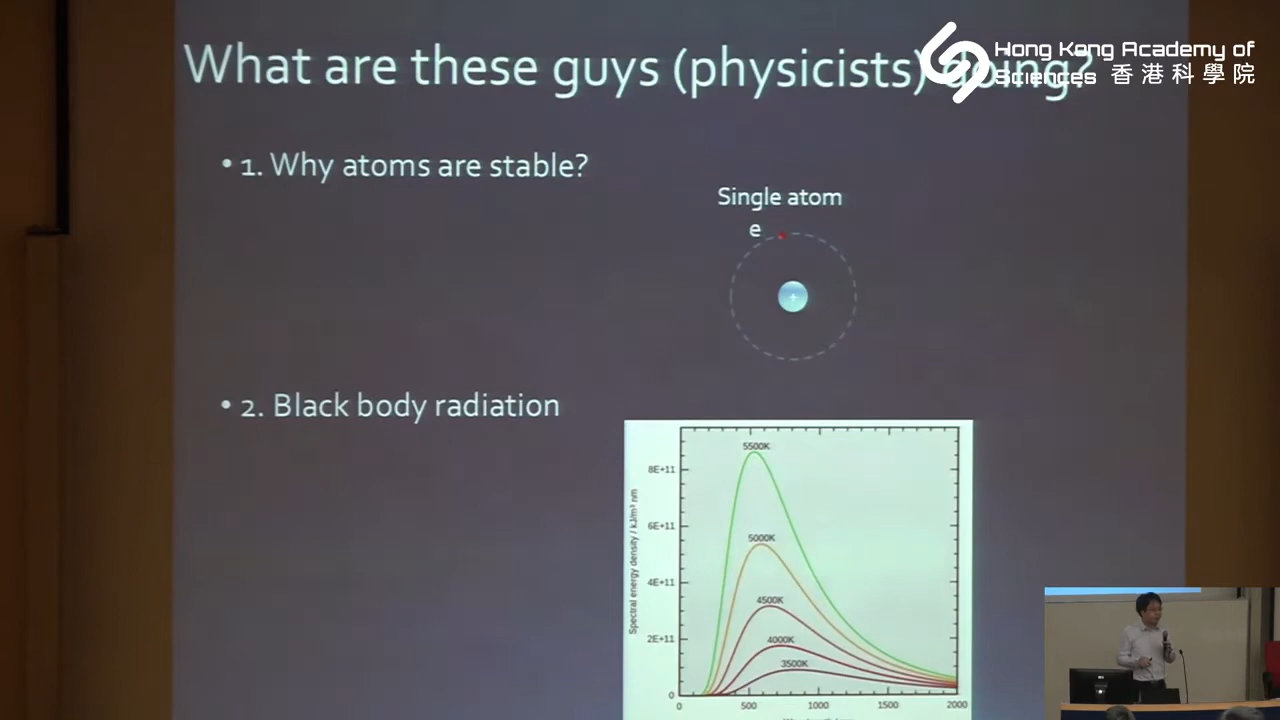 What are these guys (physicists) doing?
Hong Kong Academy of
Sciences 香港科學院
• 1. Why atoms are stable?
Single atom
e
+
• 2. Black body radiation
5500K
8E+11
5000K
6E+11
4500K
4E+11
4000K
2E+11
3500K
0
0
500
1000
1500
2000
Spectral energy density / kJ/m³ nm